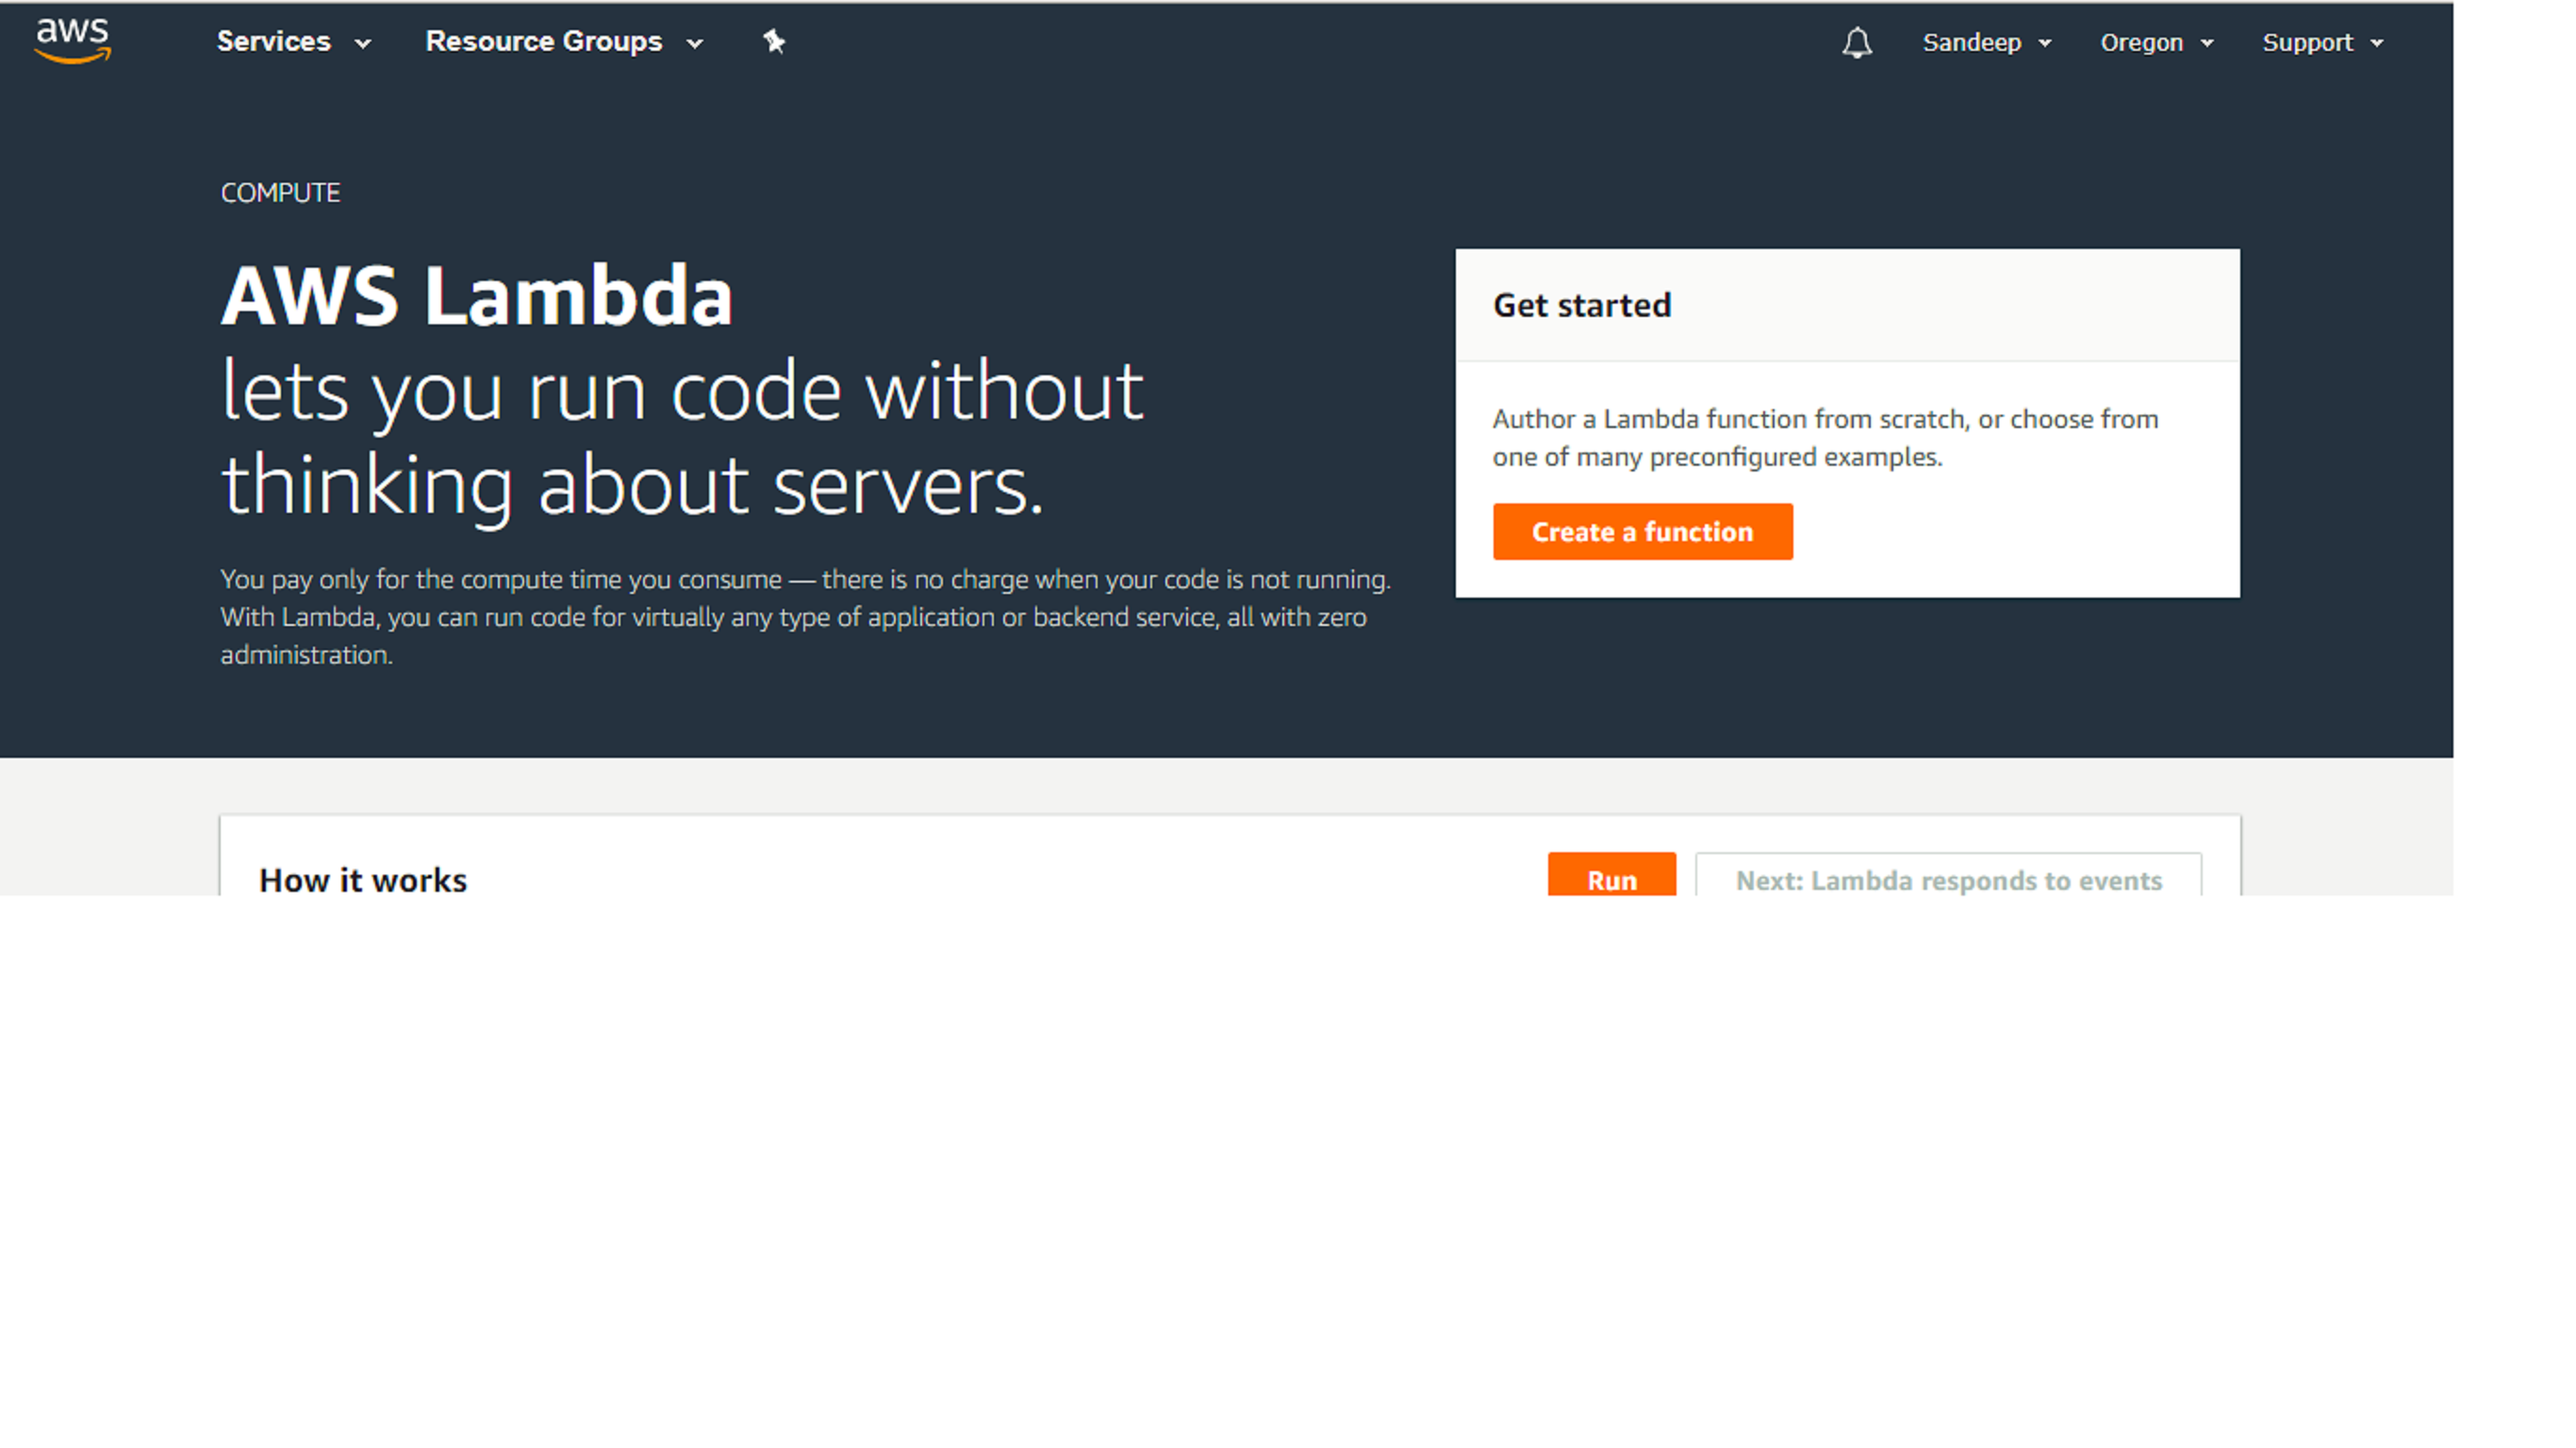 aws
Services
Resource Groups
Sandeep
Oregon
Support
COMPUTE
AWS Lambda
lets you run code without
thinking about servers.
You pay only for the compute time you consume — there is no charge when your code is not running.
With Lambda, you can run code for virtually any type of application or backend service, all with zero
administration.
Get started
Author a Lambda function from scratch, or choose from
one of many preconfigured examples.
Create a function
How it works
Run
Next: Lambda responds to events